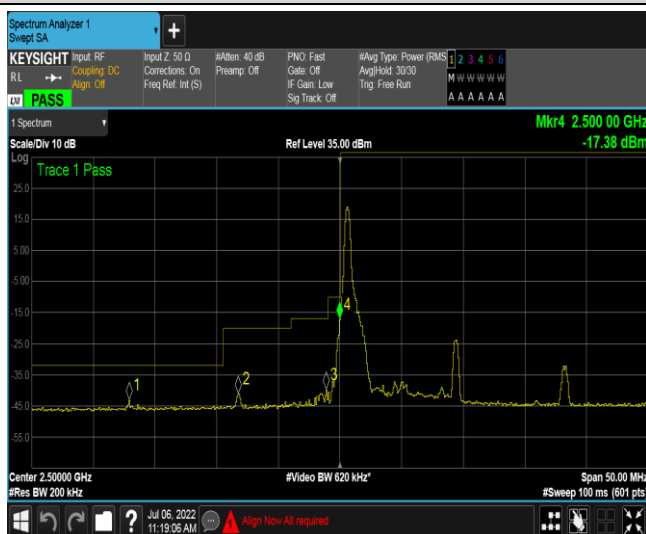 Spectrum Analyzer 1
Swept SA
+
KEYSIGHT Input: RF Input Z: 50 Ω #Atten: 40 dB PNO: Fast #Avg Type: Power (RMS 1 2 3 4 5 6
RL Coupling: DC Corrections: On Preamp: Off Gate: Off Avg|Hold: 30/30 M W W W W W
Align: Off Freq Ref: Int (S) IF Gain: Low Trig: Free Run
LXI PASS Sig Track: Off A A A A A A
1 Spectrum Mkr4 2.500 00 GHz
Scale/Div 10 dB Ref Level 35.00 dBm -17.38 dBm
Log
Trace 1 Pass
25.0
15.0
5.00
-5.00
4
-15.0
-25.0
-35.0
1 2 3
-45.0
-55.0
Center 2.50000 GHz #Video BW 620 kHz* Span 50.00 MHz
#Res BW 200 kHz #Sweep 100 ms (601 pts)
? Jul 06, 2022
11:19:06 AM Align Now All required